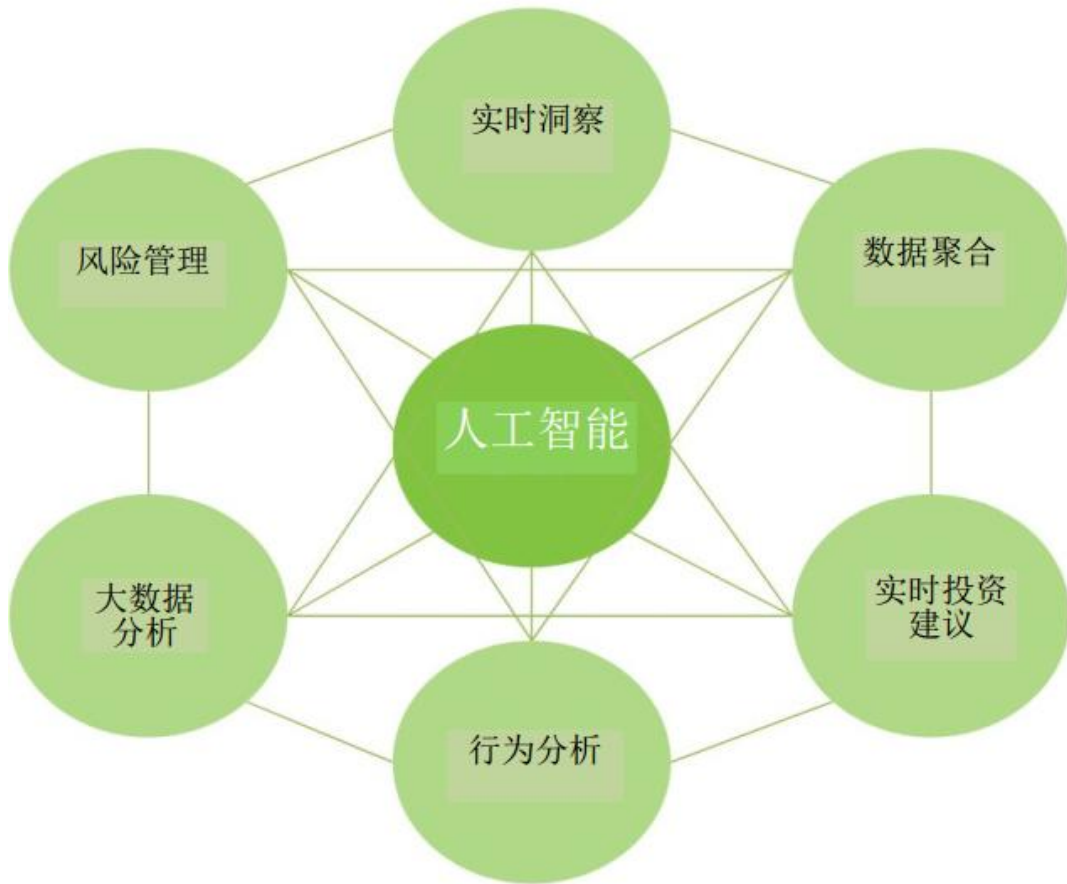 实时洞察
风险管理
数据聚合
人工智能
大数据
分析
实时投资
建议
行为分析